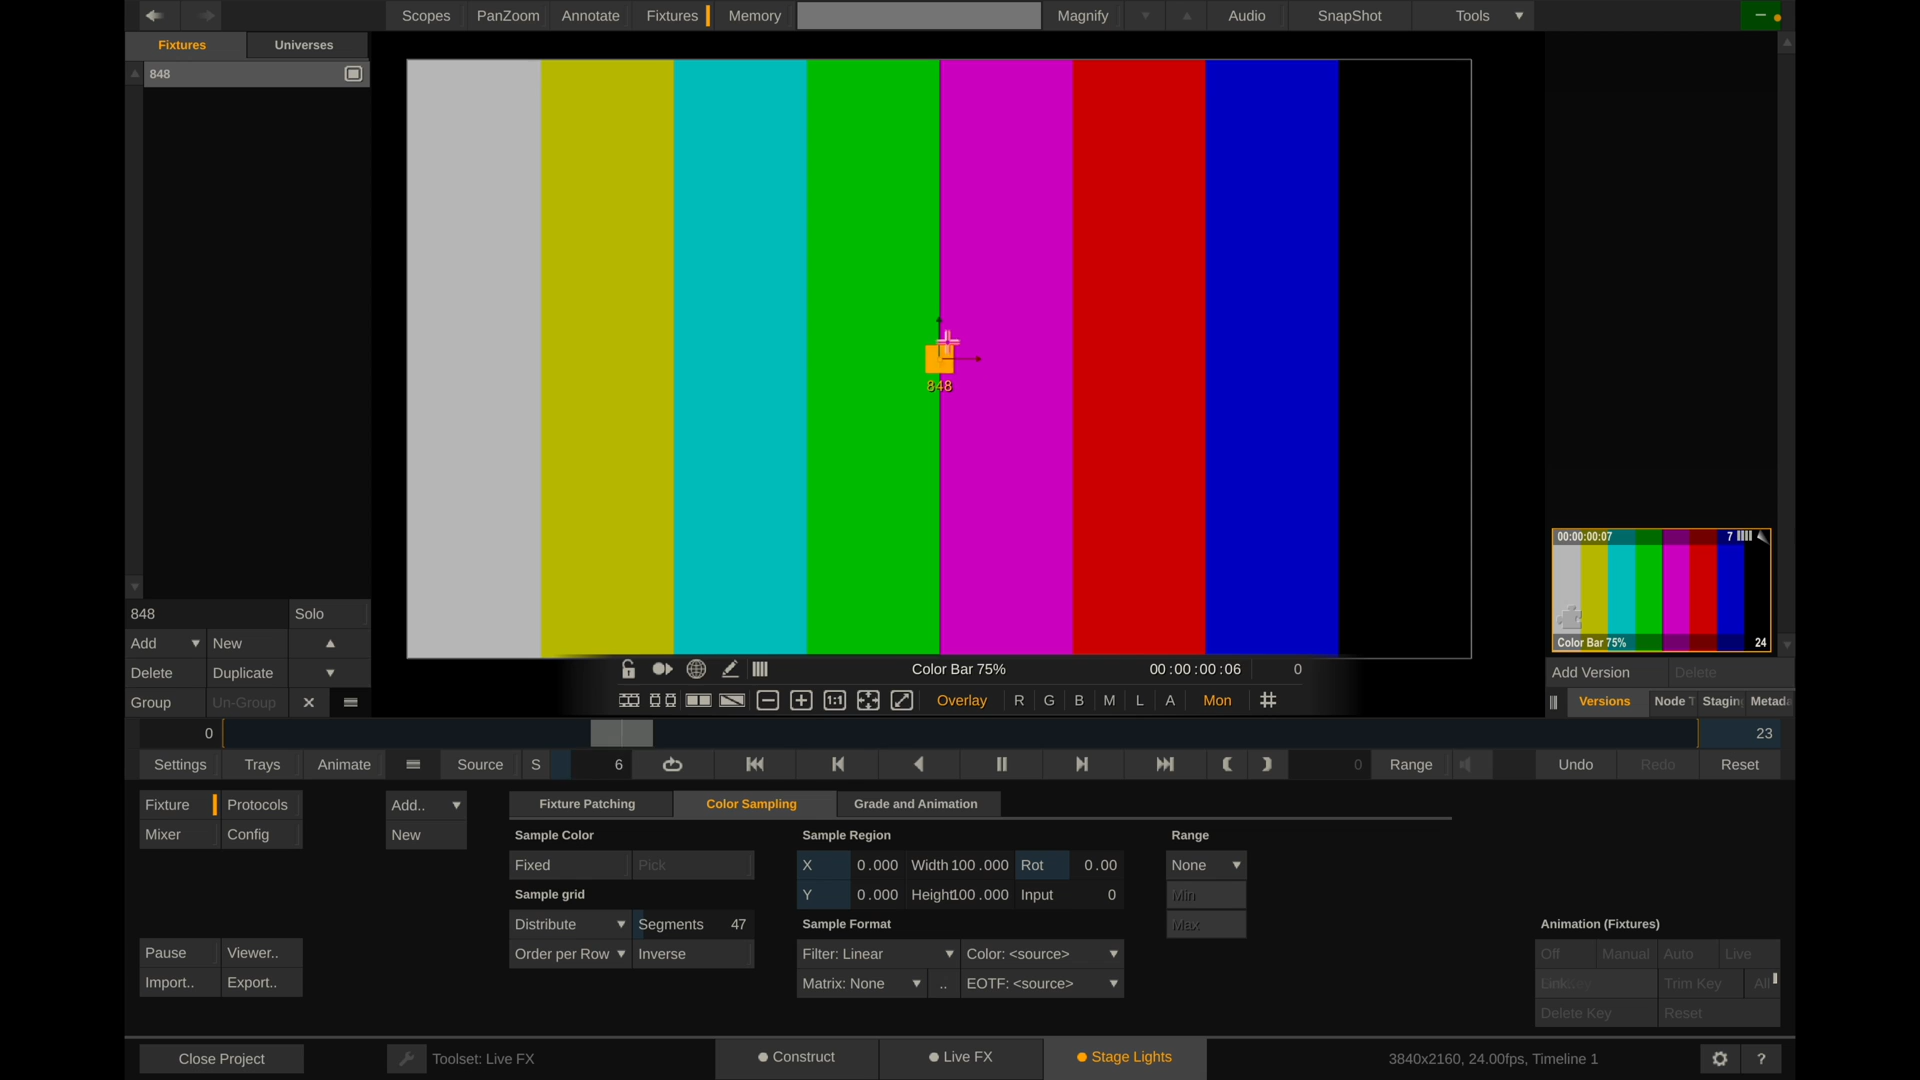 Scopes PanZoom Annotate Fixtures Memory Magnify Audio SnapShot Tools
Fixtures Universes
848
848
848 Solo
Add New
Delete Duplicate
Group Un-Group
Color Bar 75% 00:00:00:06 0
1:1 Overlay R G B M L A Mon
00:00:00:07 7
Color Bar 75% 24
Add Version Delete
Versions Node T Staging Metada
0 23
Settings Trays Animate Source S 6 0 Range Undo Redo Reset
Fixture Protocols Add.. Fixture Patching Color Sampling Grade and Animation
Mixer Config New
Sample Color Sample Region Range
Fixed Pick X 0.000 Width 100.000 Rot 0.00 None
Sample grid Y 0.000 Height 100.000 Input 0 Min
Distribute Segments 47 Sample Format Max
Order per Row Inverse Filter: Linear Color: <source>
Matrix: None .. EOTF: <source>
Pause Viewer..
Import.. Export..
Animation (Fixtures)
Off Manual Auto Live
Trim Key All
Delete Key Reset
Close Project Toolset: Live FX Construct Live FX Stage Lights 3840x2160, 24.00fps, Timeline 1 ?